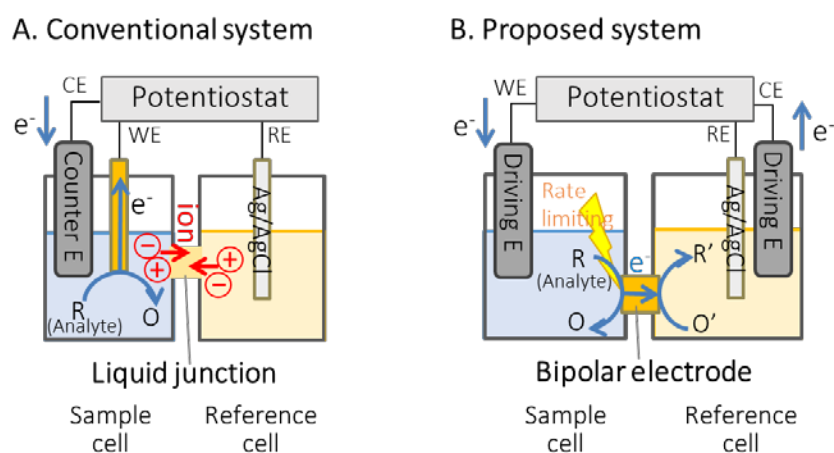 A. Conventional system
CE
Potentiostat
e-
WE
RE
Counter E
e-
ion
Ag/AgCl
−
+
+
−
R
(Analyte)
O
Liquid junction
Sample
cell
Reference
cell
B. Proposed system
WE
Potentiostat
CE
e-
RE
e-
Driving E
Rate
limiting
Ag/AgCl
Driving E
R
(Analyte)
e-
R'
O
O'
Bipolar electrode
Sample
cell
Reference
cell